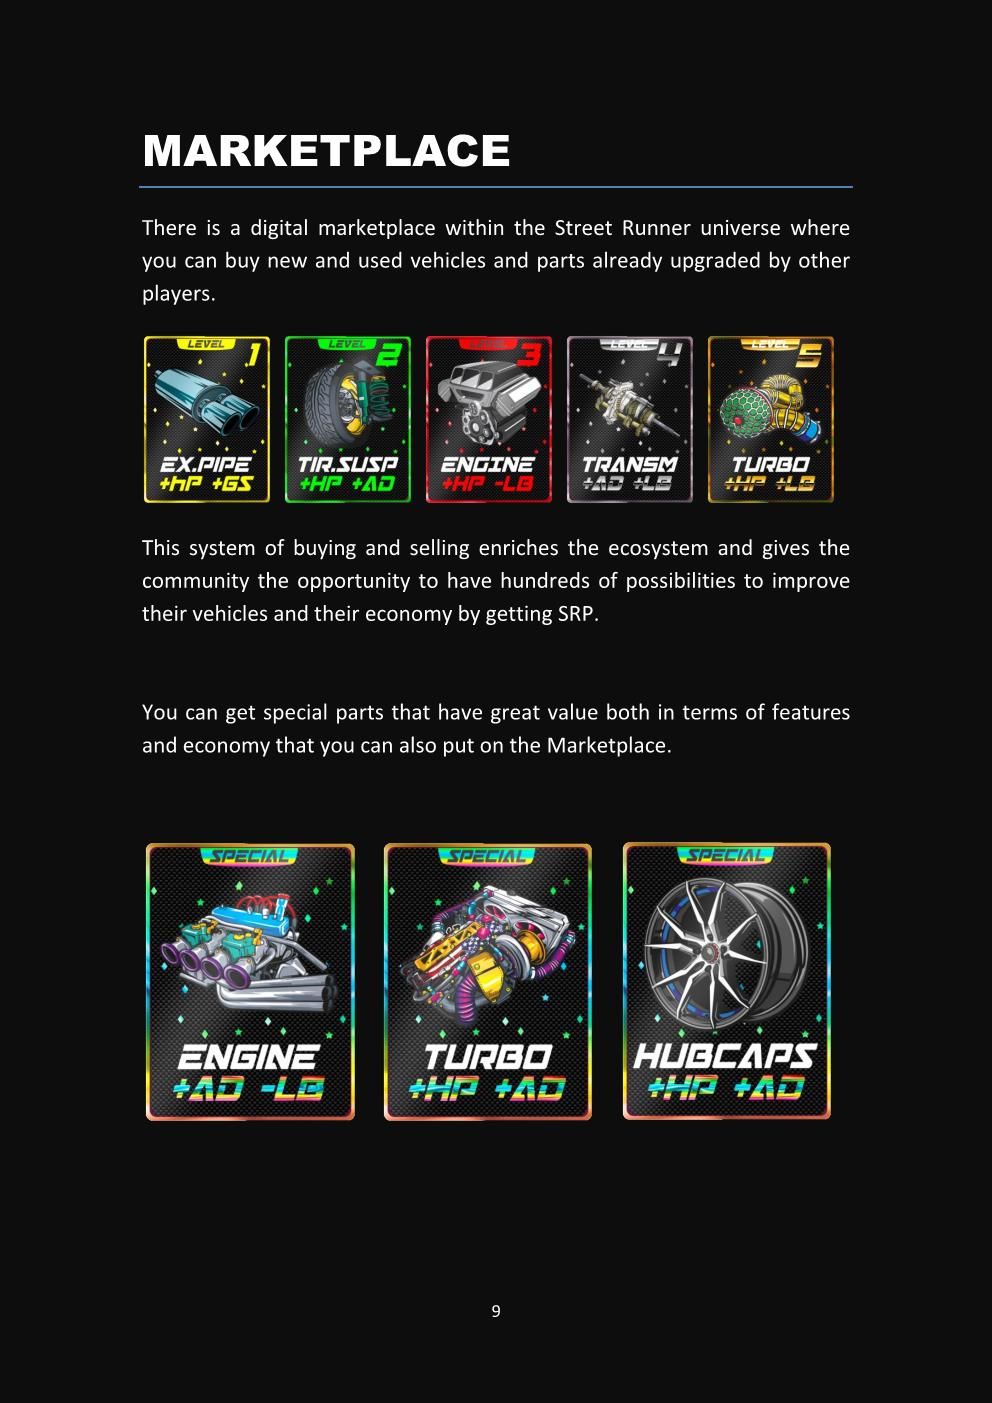 MARKETPLACE
There is a digital marketplace within the Street Runner universe where
you can buy new and used vehicles and parts already upgraded by other
players.
LEVEL 1
EX.PIPE
+HP +GS
LEVEL 2
TIR.SUSP
+HP +AD
LEVEL 3
ENGINE
+HP -LB
LEVEL 4
TRANSM
+AD +LB
LEVEL 5
TURBO
+HP +LB
This system of buying and selling enriches the ecosystem and gives the
community the opportunity to have hundreds of possibilities to improve
their vehicles and their economy by getting SRP.
You can get special parts that have great value both in terms of features
and economy that you can also put on the Marketplace.
SPECIAL
ENGINE
+AD -LB
SPECIAL
TURBO
+HP +AD
SPECIAL
HUBCAPS
+HP +AD
9